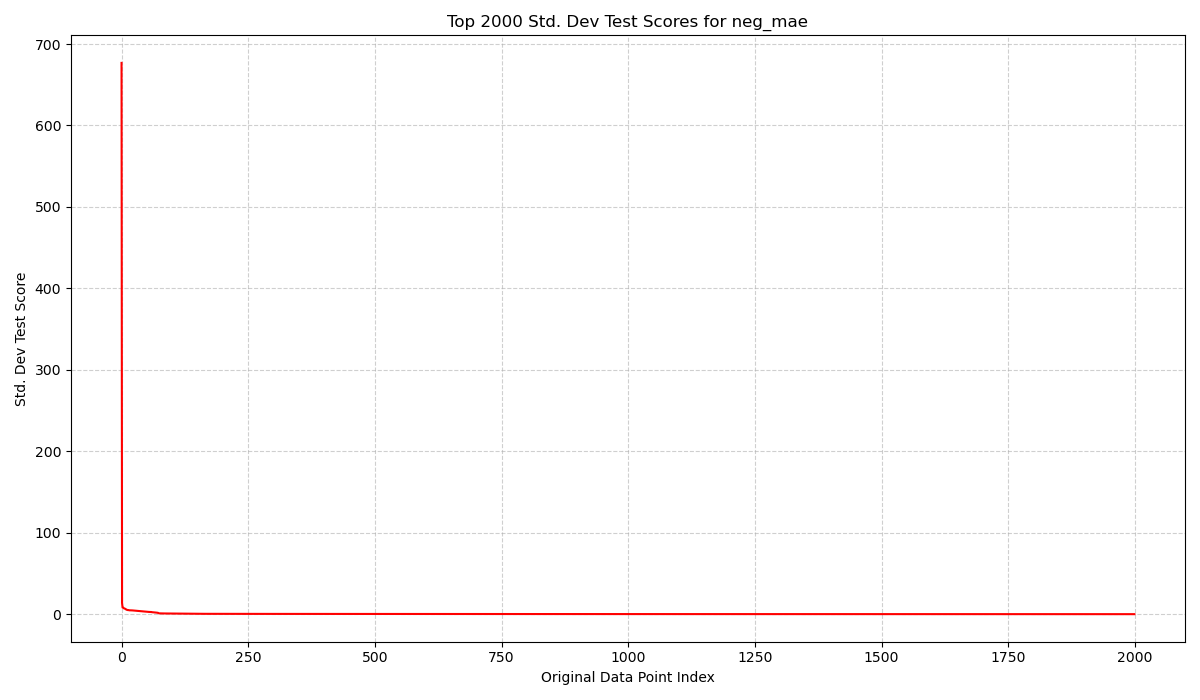 Top 2000 Std. Dev Test Scores for neg_mae
700
600
500
400
300
200
100
0
Std. Dev Test Score
0 250 500 750 1000 1250 1500 1750 2000
Original Data Point Index